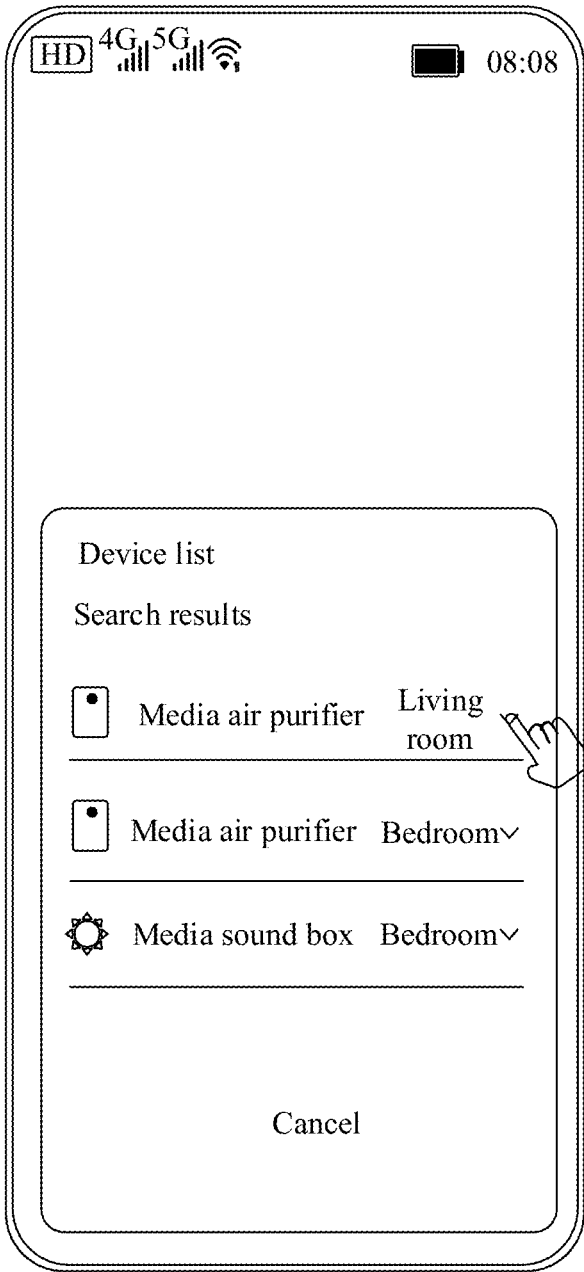 HD 4G 5G 08:08
Device list
Search results
Media air purifier Living room
Media air purifier Bedroom
Media sound box Bedroom
Cancel